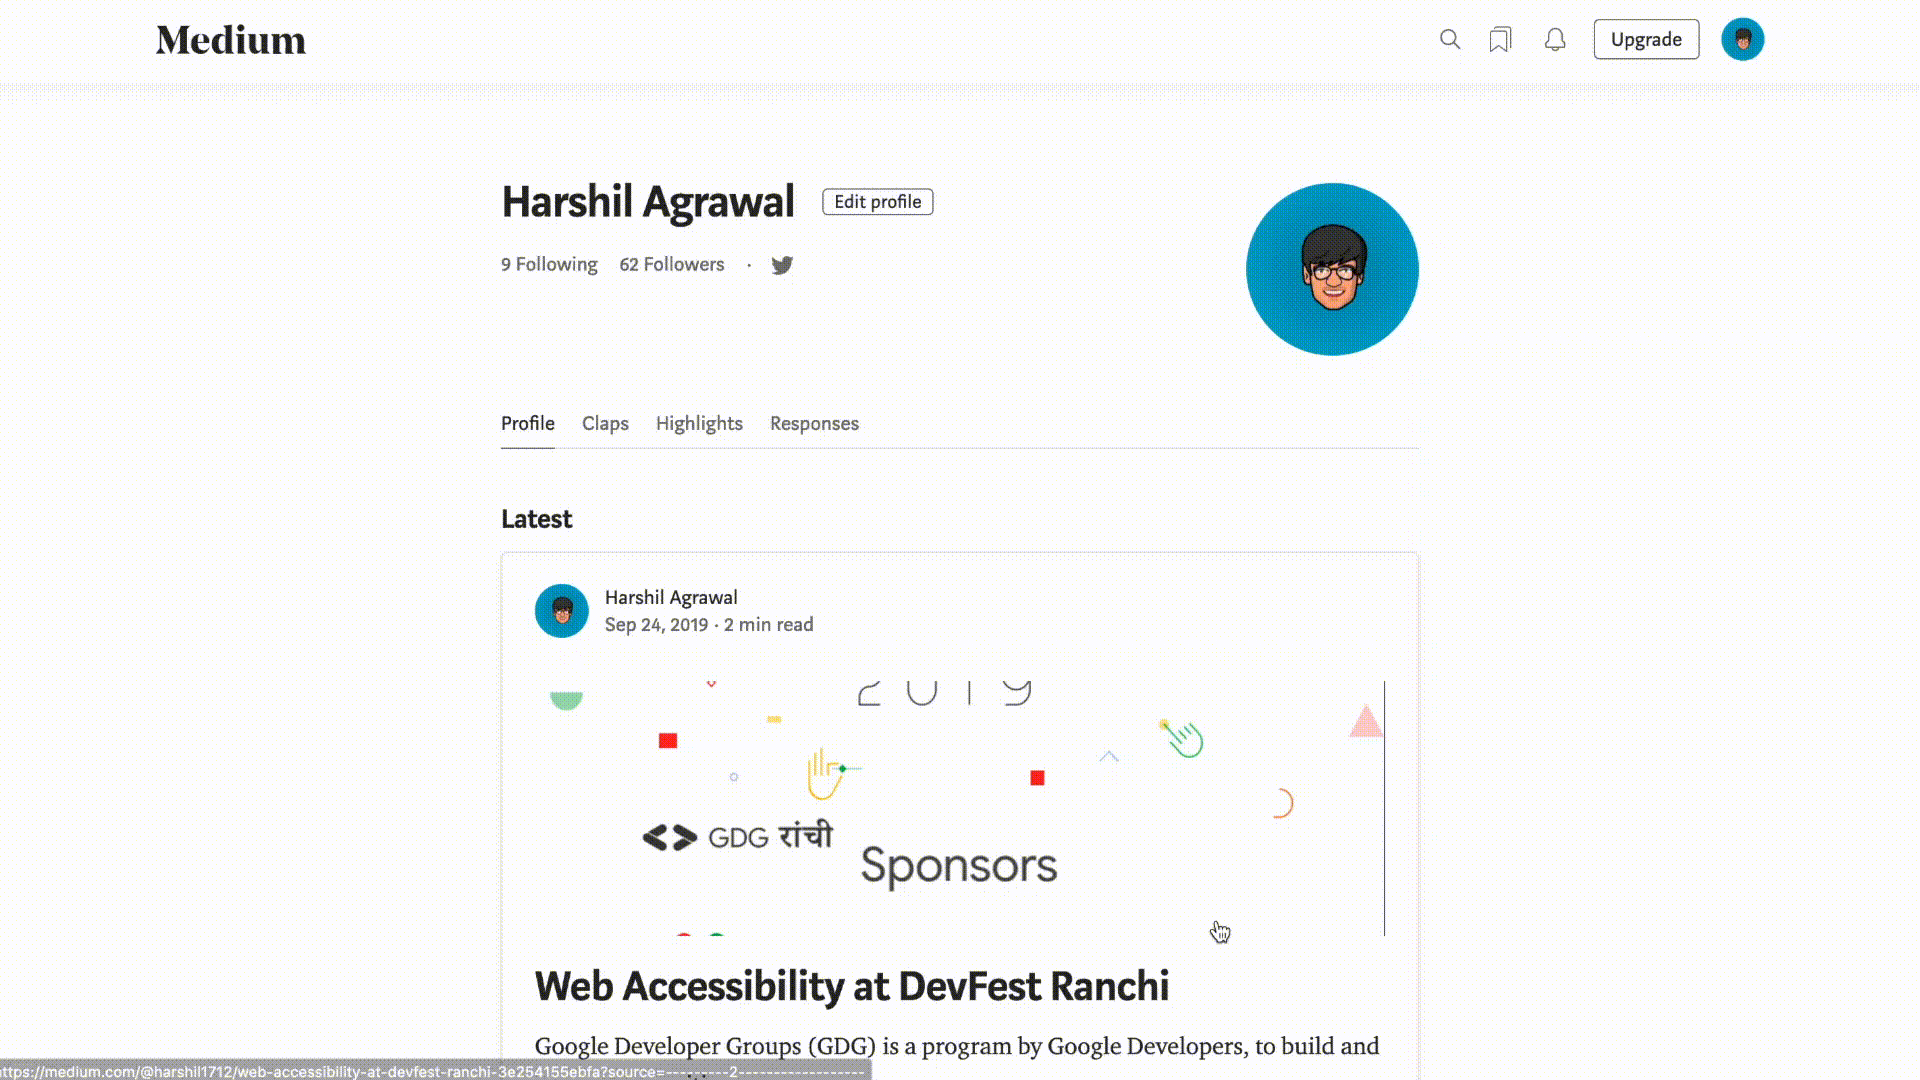 Medium
Upgrade
Harshil Agrawal Edit profile
9 Following 62 Followers ·
Profile Claps Highlights Responses
Latest
Harshil Agrawal
Sep 24, 2019 · 2 min read
2019
<> GDG रांची
Sponsors
Web Accessibility at DevFest Ranchi
Google Developer Groups (GDG) is a program by Google Developers, to build and
https://medium.com/@harshil1712/web-accessibility-at-devfest-ranchi-3e254155ebfa?source=---------2------------------